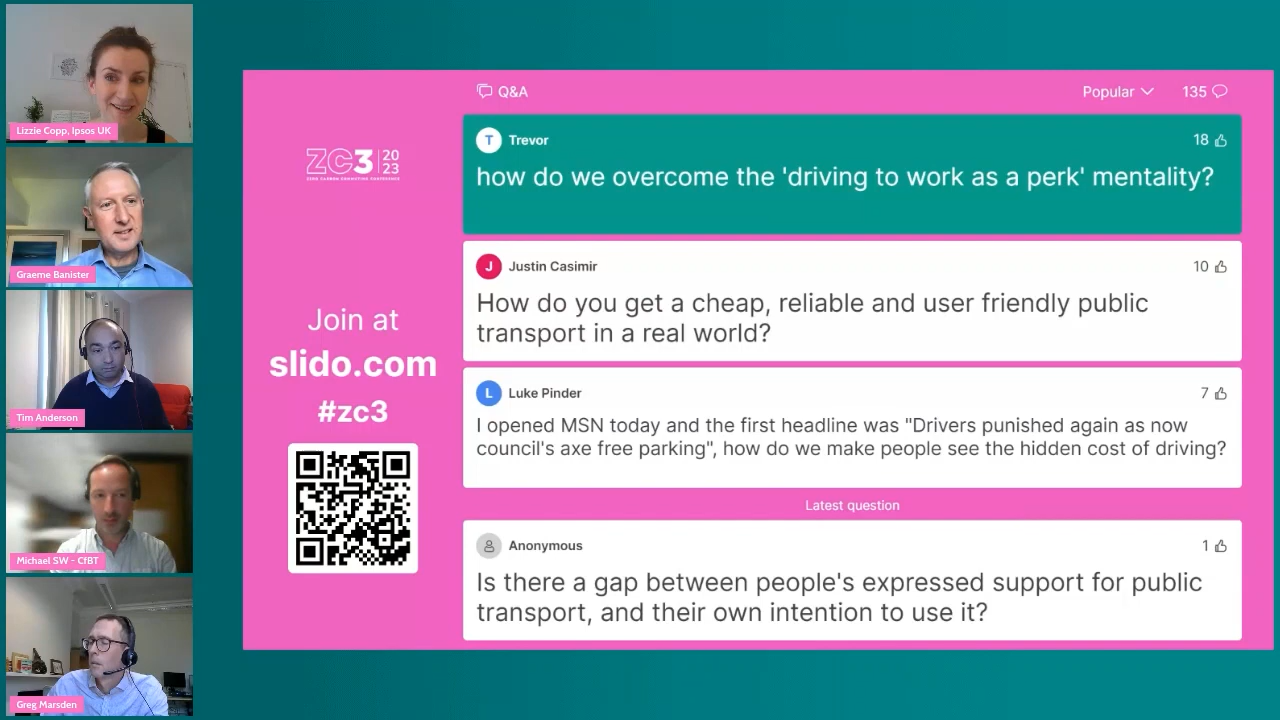 Lizzie Copp, Ipsos UK
Graeme Banister
Tim Anderson
Michael SW - CfBT
Greg Marsden
ZC3 20
23
ZERO CARBON COMMUTING CONFERENCE
Join at
slido.com
#zc3
Q&A
Popular
135
T
Trevor
18
how do we overcome the 'driving to work as a perk' mentality?
J
Justin Casimir
10
How do you get a cheap, reliable and user friendly public
transport in a real world?
L
Luke Pinder
7
I opened MSN today and the first headline was "Drivers punished again as now
council's axe free parking", how do we make people see the hidden cost of driving?
Latest question
Anonymous
1
Is there a gap between people's expressed support for public
transport, and their own intention to use it?